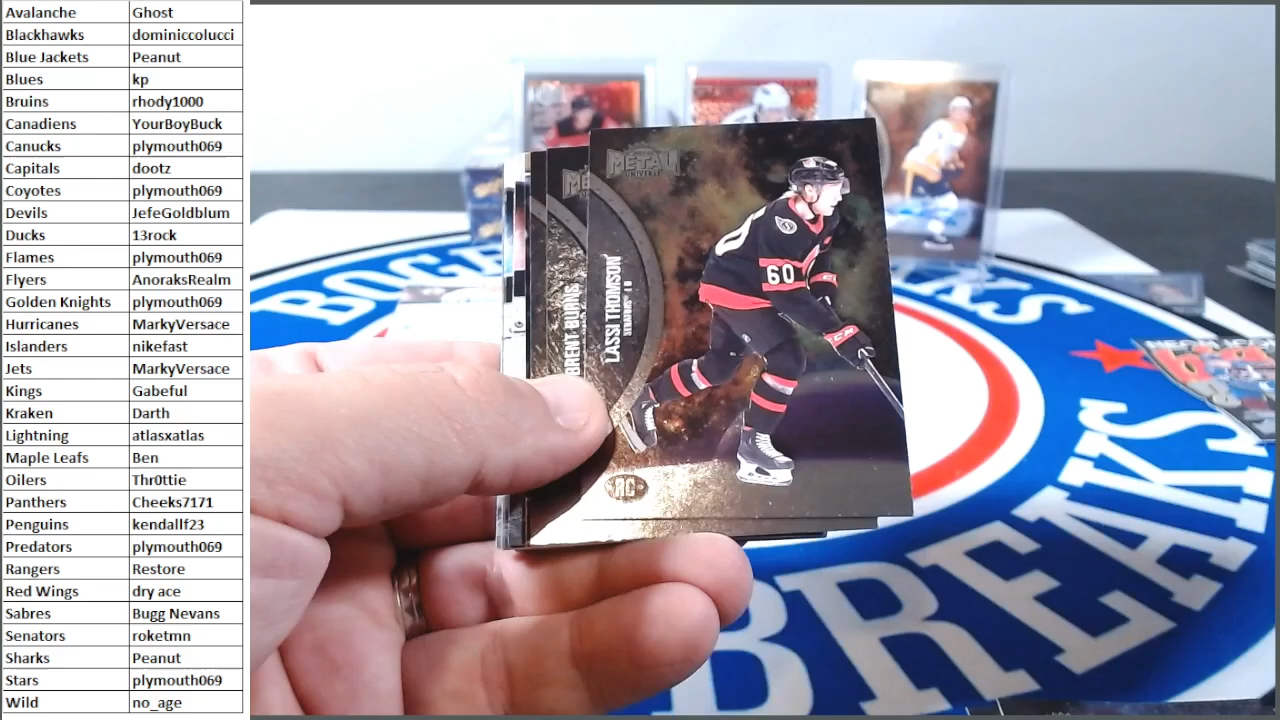 Avalanche Ghost
Blackhawks dominiccolucci
Blue Jackets Peanut
Blues kp
Bruins rhody1000
Canadiens YourBoyBuck
Canucks plymouth069
Capitals dootz
Coyotes plymouth069
Devils JefeGoldblum
Ducks 13rock
Flames plymouth069
Flyers AnoraksRealm
Golden Knights plymouth069
Hurricanes MarkyVersace
Islanders nikefast
Jets MarkyVersace
Kings Gabeful
Kraken Darth
Lightning atlasxatlas
Maple Leafs Ben
Oilers Thr0ttie
Panthers Cheeks7171
Penguins kendallf23
Predators plymouth069
Rangers Restore
Red Wings dry ace
Sabres Bugg Nevans
Senators roketmn
Sharks Peanut
Stars plymouth069
Wild no_age
METAL
UNIVERSE
LASSI THOMSON
SENATORS
60
CCM
RC
BRENT BURNS
BREAKS